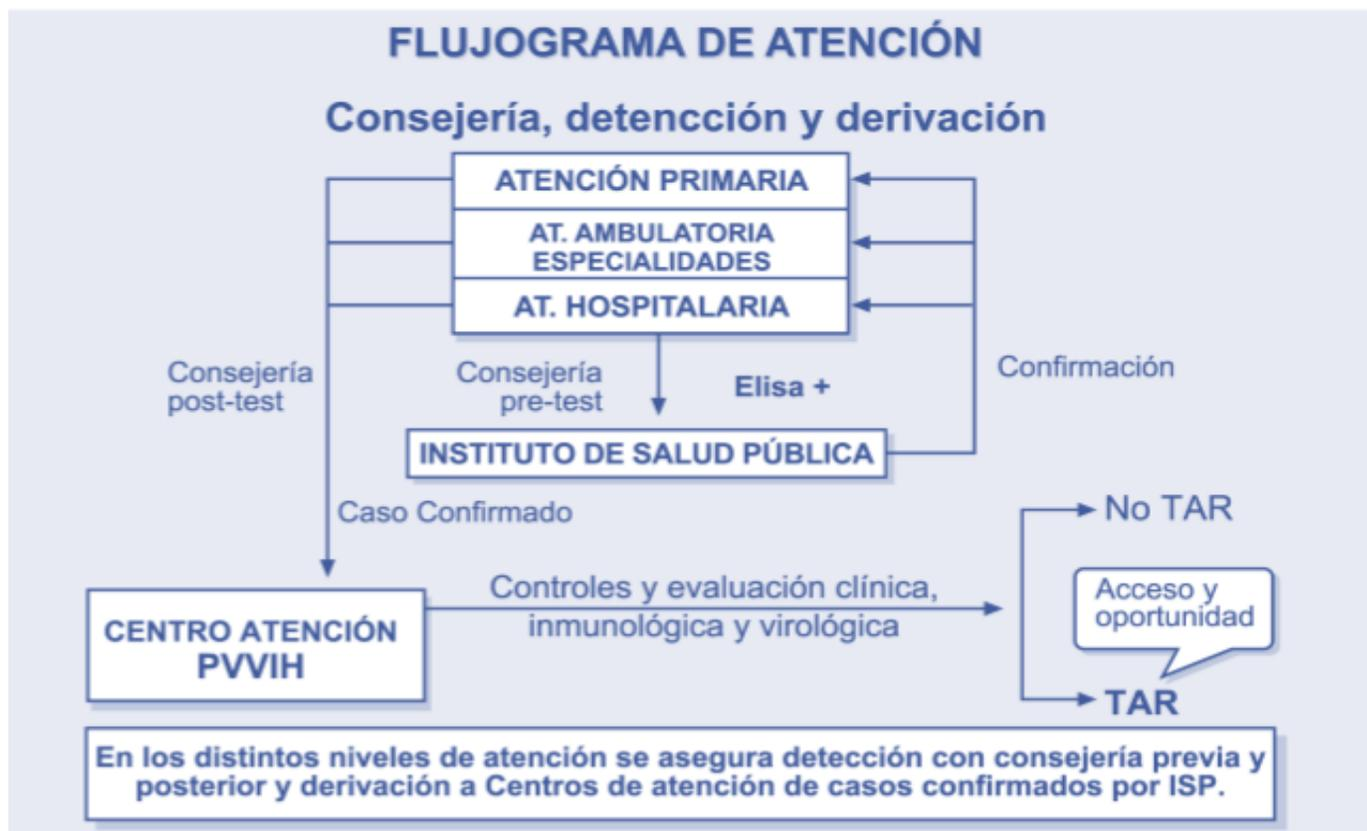 FLUJOGRAMA DE ATENCIÓN
Consejería, detencción y derivación
ATENCIÓN PRIMARIA
AT. AMBULATORIA
ESPECIALIDADES
AT. HOSPITALARIA
Consejería
post-test
Consejería
pre-test
Elisa +
Confirmación
INSTITUTO DE SALUD PÚBLICA
Caso Confirmado
No TAR
Controles y evaluación clínica,
inmunológica y virológica
Acceso y
oportunidad
CENTRO ATENCIÓN
PVVIH
TAR
En los distintos niveles de atención se asegura detección con consejería previa y
posterior y derivación a Centros de atención de casos confirmados por ISP.